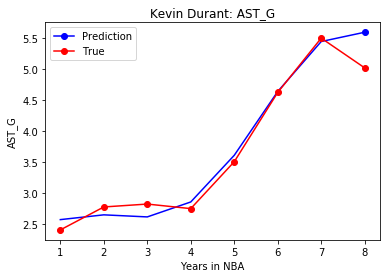 Kevin Durant: AST_G
Prediction
True
AST_G
5.5
5.0
4.5
4.0
3.5
3.0
2.5
1 2 3 4 5 6 7 8
Years in NBA